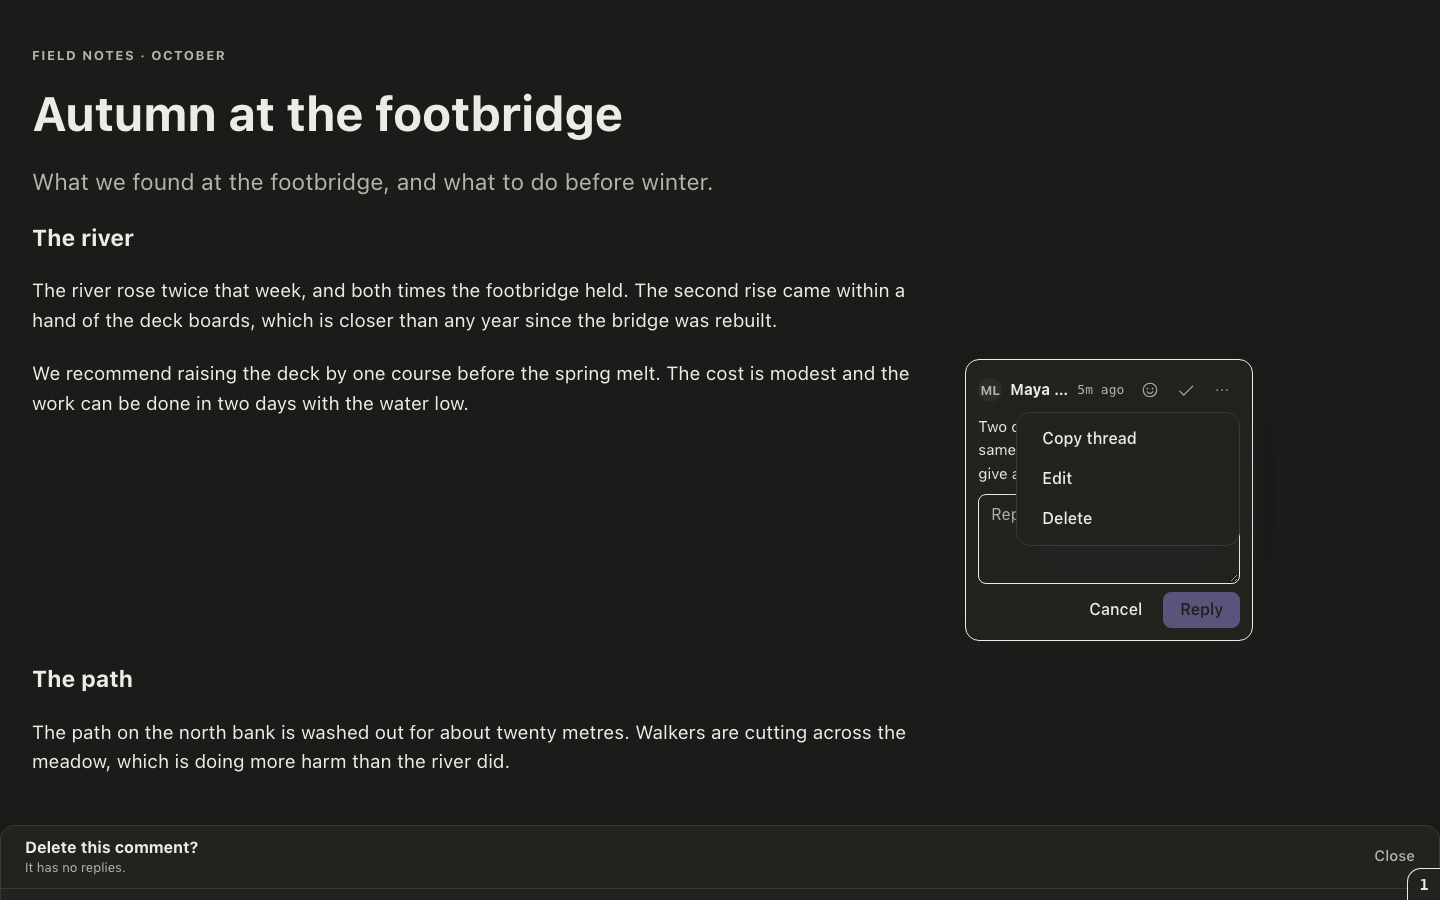 FIELD NOTES · OCTOBER
Autumn at the footbridge
What we found at the footbridge, and what to do before winter.
The river
The river rose twice that week, and both times the footbridge held. The second rise came within a
hand of the deck boards, which is closer than any year since the bridge was rebuilt.
We recommend raising the deck by one course before the spring melt. The cost is modest and the
work can be done in two days with the water low.
ML Maya ... 5m ago
Two
same
give
Copy thread
Edit
Delete
Cancel
Reply
The path
The path on the north bank is washed out for about twenty metres. Walkers are cutting across the
meadow, which is doing more harm than the river did.
Delete this comment?
It has no replies.
Close
1